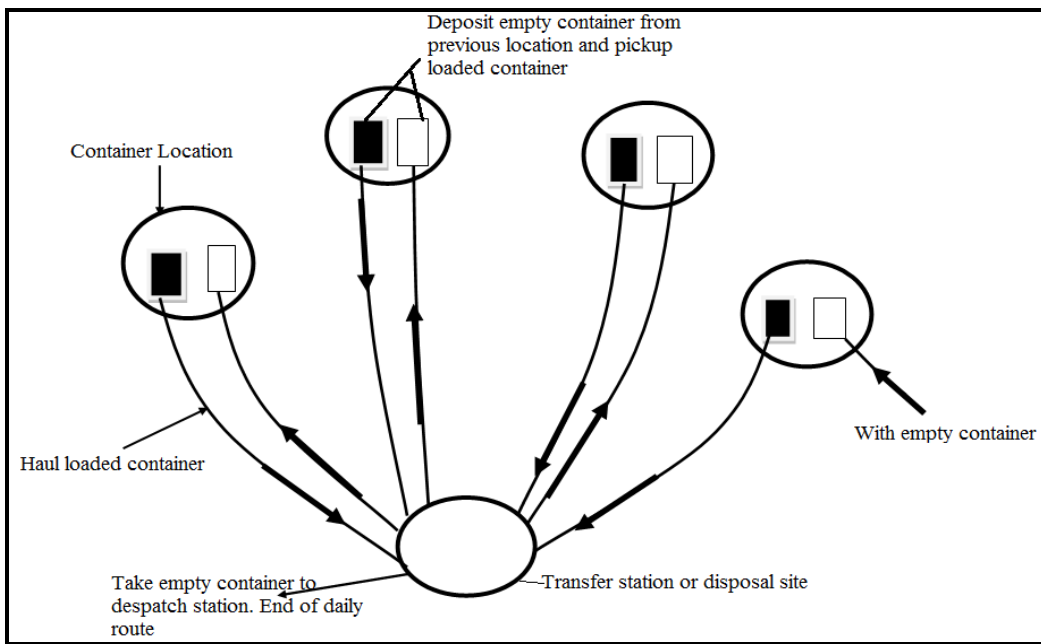 Deposit empty container from
previous location and pickup
loaded container
Container Location
With empty container
Haul loaded container
Take empty container to
despatch station. End of daily
route
Transfer station or disposal site